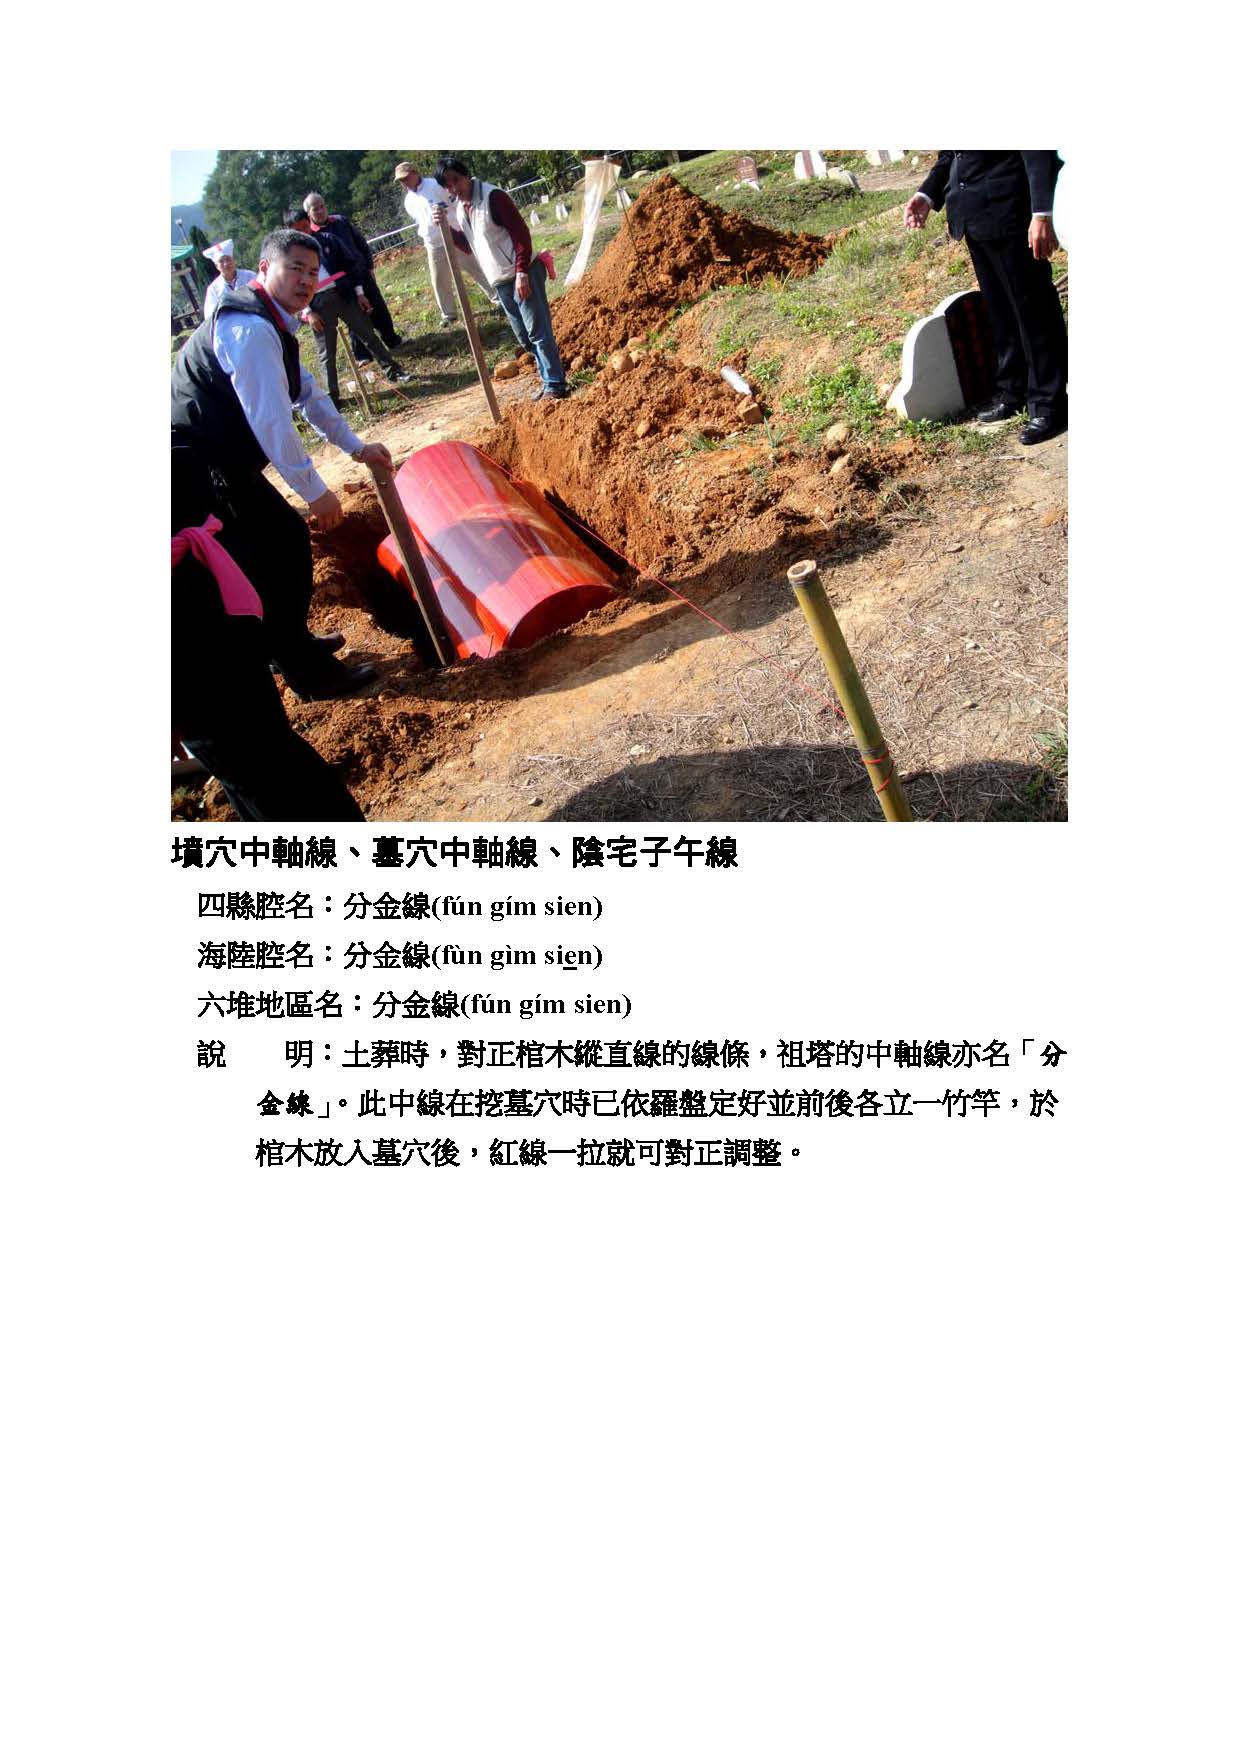 墳穴中軸線、墓穴中軸線、陰宅子午線
四縣腔名：分金線(fún gím sien)
海陸腔名：分金線(fùn gìm sien)
六堆地區名：分金線(fún gím sien)
說　　明：土葬時，對正棺木縱直線的線條，祖塔的中軸線亦名「分
金線」。此中線在挖墓穴時已依羅盤定好並前後各立一竹竿，於
棺木放入墓穴後，紅線一拉就可對正調整。